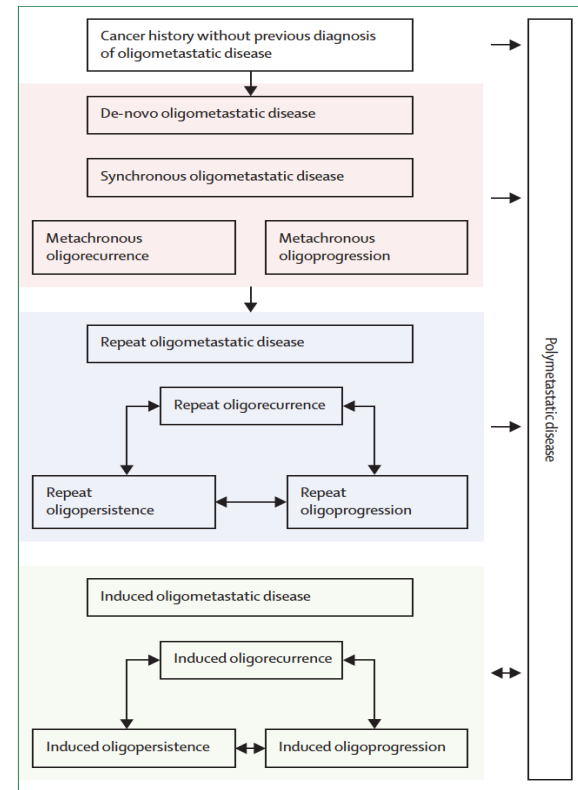 Cancer history without previous diagnosis
of oligometastatic disease
De-novo oligometastatic disease
Synchronous oligometastatic disease
Metachronous
oligorecurrence
Metachronous
oligoprogression
Repeat oligometastatic disease
Repeat oligorecurrence
Repeat
oligopersistence
Repeat
oligoprogression
Induced oligometastatic disease
Induced oligorecurrence
Induced oligopersistence
Induced oligoprogression
Polymetastatic disease